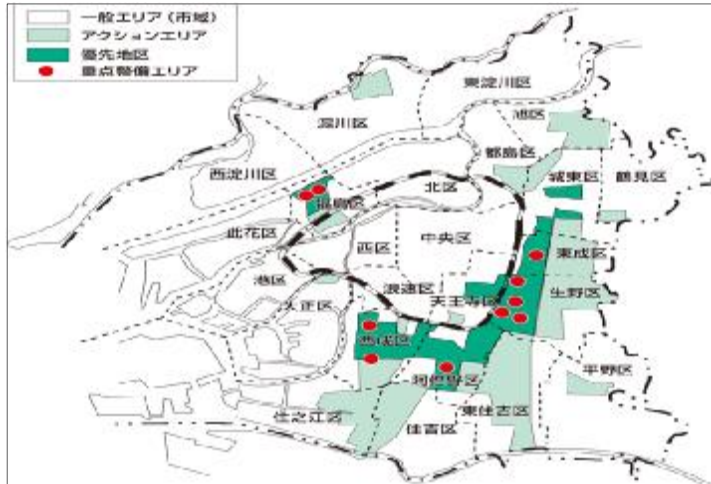 一般エリア（市域）
アクションエリア
優先地区
重点整備エリア
東淀川区
淀川区
旭区
都島区
西淀川区
城東区
鶴見区
北区
福島区
此花区
中央区
西区
東成区
港区
浪速区
生野区
天王寺区
大正区
西成区
阿倍野区
平野区
住之江区
東住吉区
住吉区